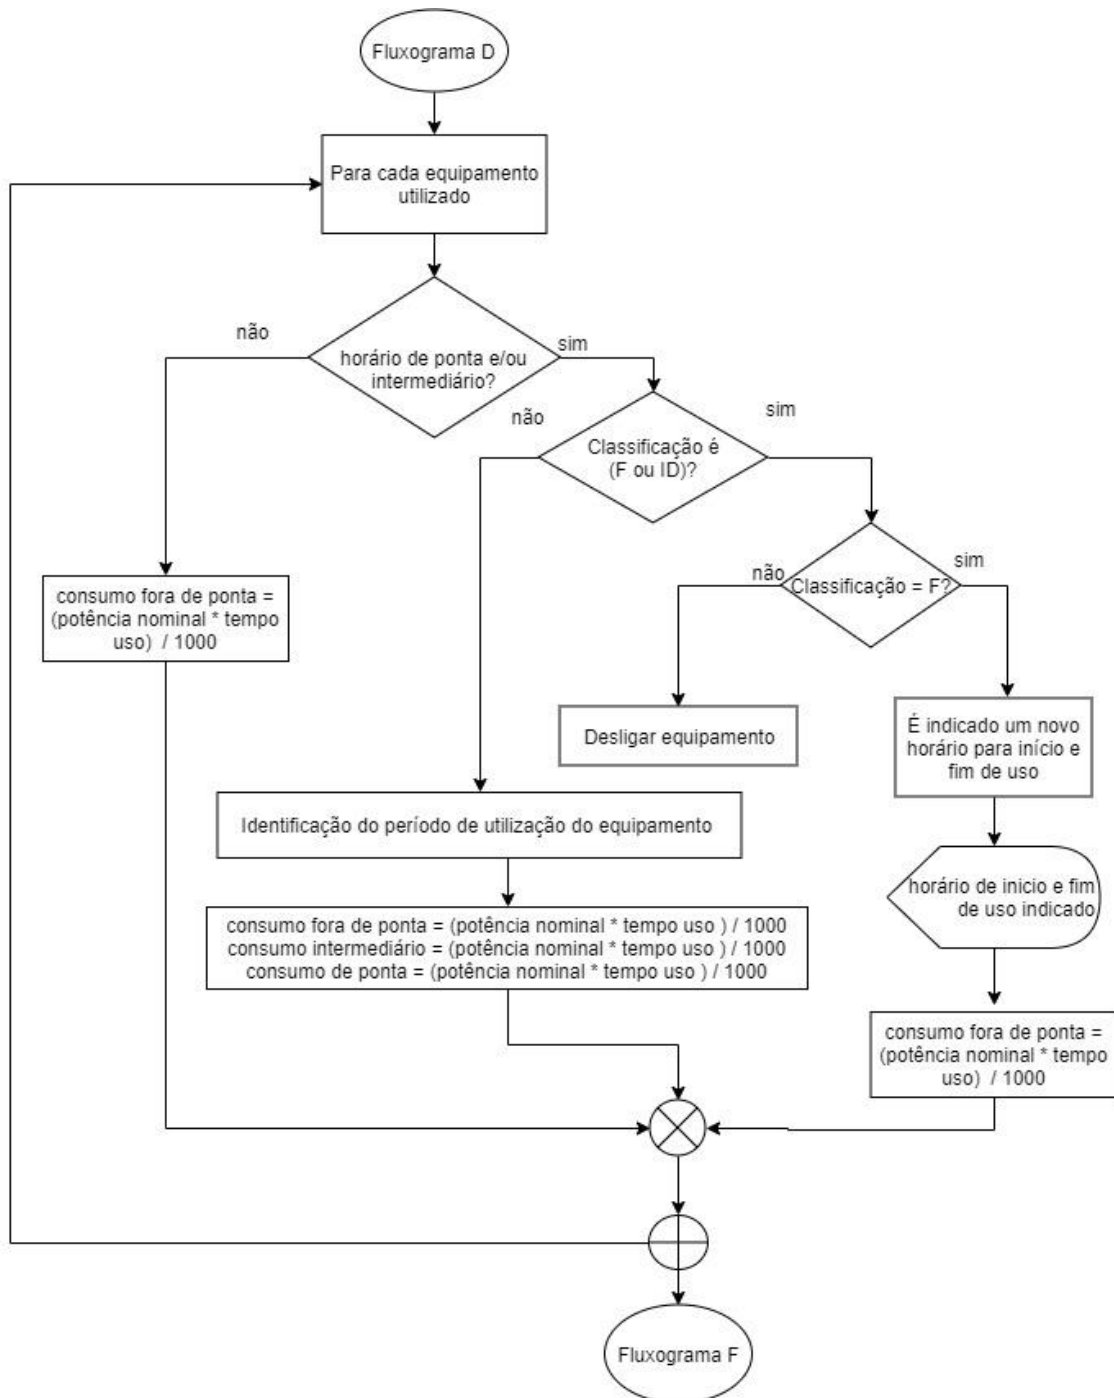 Fluxograma D
Para cada equipamento
utilizado
não
sim
horário de ponta e/ou
intermediário?
não
sim
Classificação é
(F ou ID)?
não
sim
Classificação = F?
consumo fora de ponta =
(potência nominal * tempo
uso) / 1000
Desligar equipamento
É indicado um novo
horário para início e
fim de uso
Identificação do período de utilização do equipamento
horário de inicio e fim
de uso indicado
consumo fora de ponta = (potência nominal * tempo uso ) / 1000
consumo intermediário = (potência nominal * tempo uso ) / 1000
consumo de ponta = (potência nominal * tempo uso ) / 1000
consumo fora de ponta =
(potência nominal * tempo
uso) / 1000
Fluxograma F